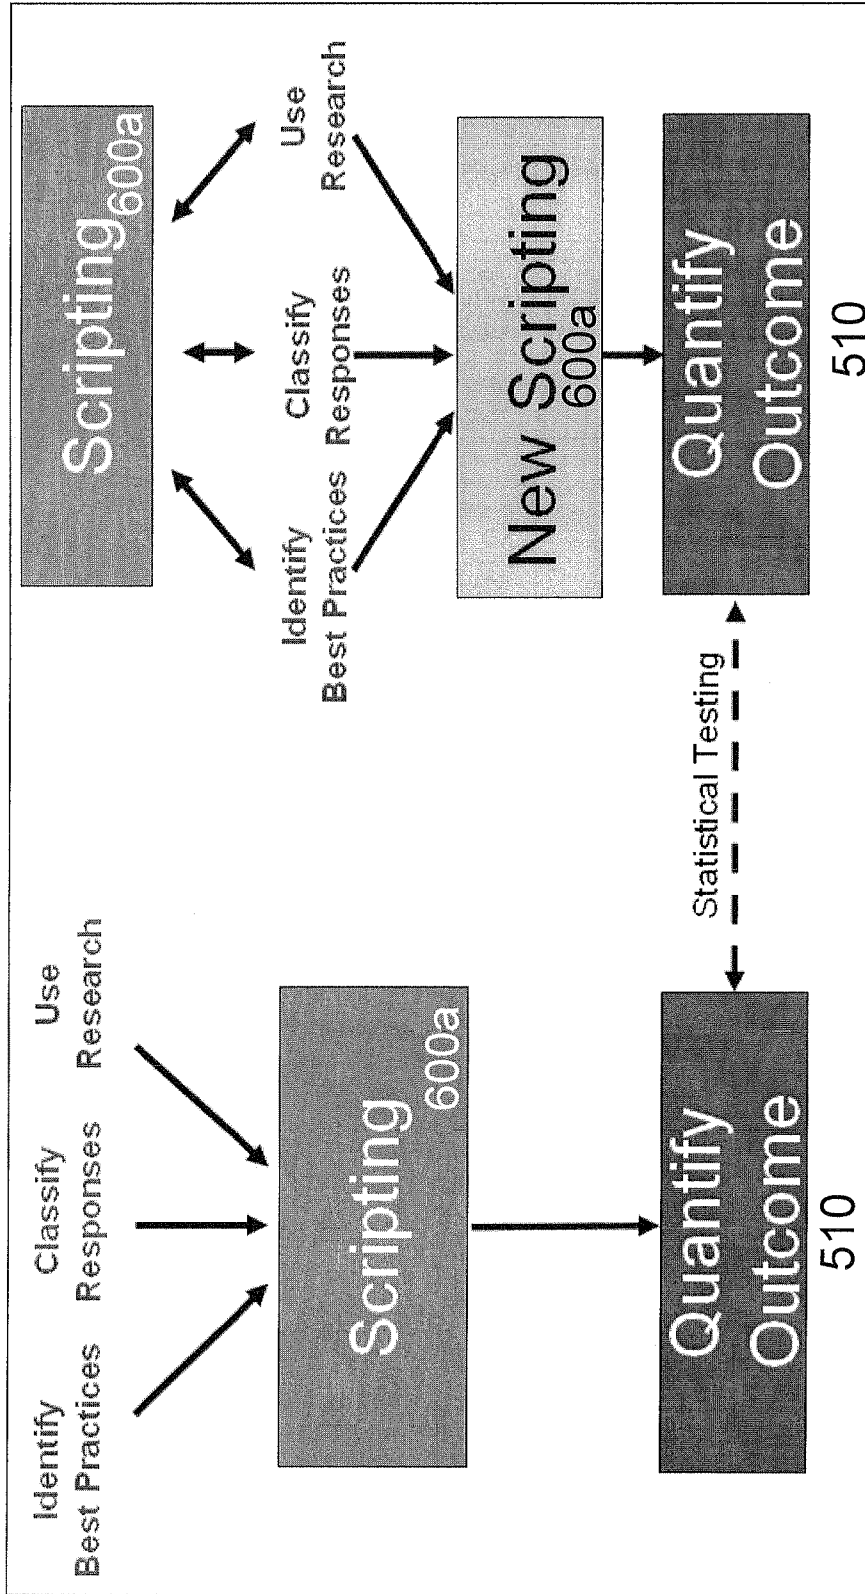 Identify
Best Practices
Classify
Responses
Use
Research
Scripting
600a
Quantify
Outcome
510
Statistical Testing
Scripting
600a
Identify
Best Practices
Classify
Responses
Use
Research
New Scripting
600a
Quantify
Outcome
510